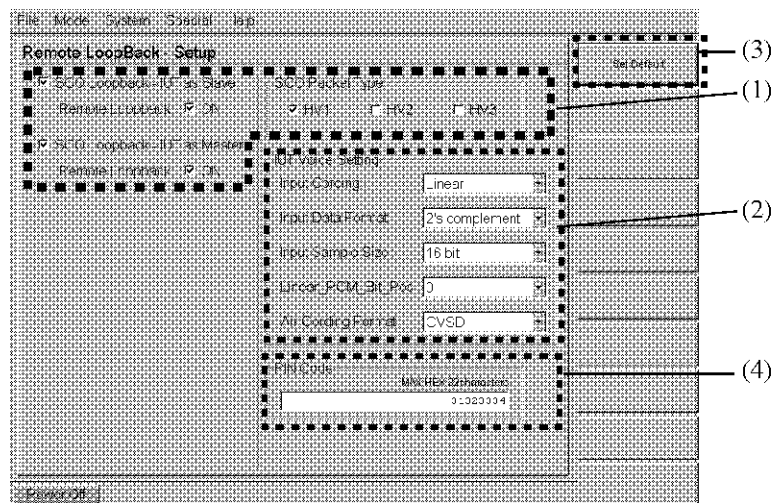 File Mode System Special Help
Remote LoopBack - Setup
Set Default
(3)
SCO Loopback - IUT as Slave
SCO Packet Type
(1)
Remote Loopback ON
HV1 HV2 HV3
SCO Loopback - IUT as Master
Remote Loopback ON
IUT Voice Setting
Input Cording Linear
Input Data Format 2's complement
(2)
Input Sample Size 16 bit
Linear_PCM_Bit_Pos 0
Air Cording Format CVSD
PIN Code
(4)
MAX HEX 32characters
Power Off